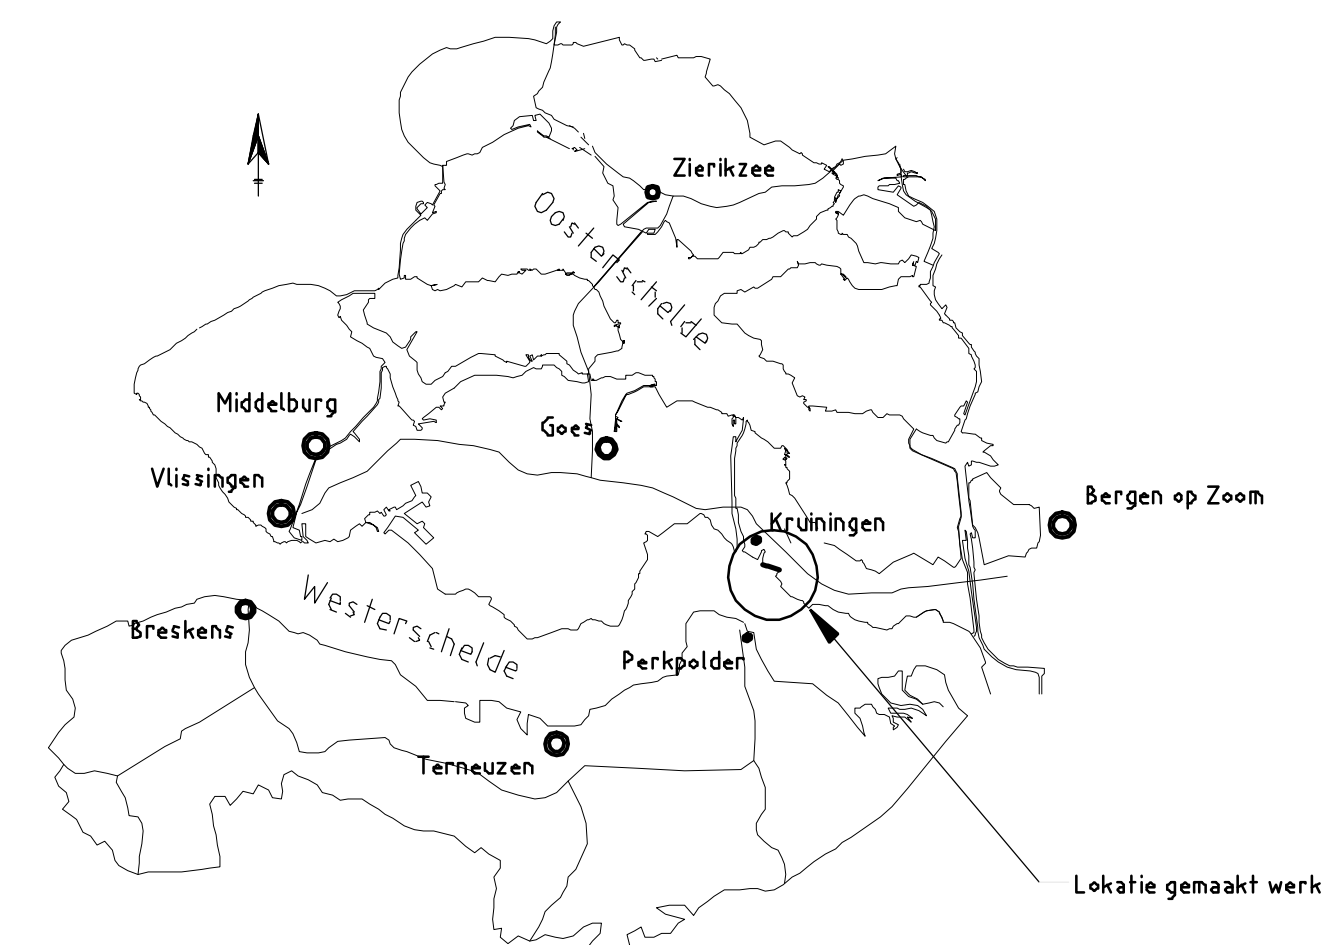 Zierikzee
Oosterschelde
Middelburg
Goes
Vlissingen
Bergen op Zoom
Kruiningen
Westerschelde
Breskens
Perkpolder
Terneuzen
Lokatie gemaakt werk